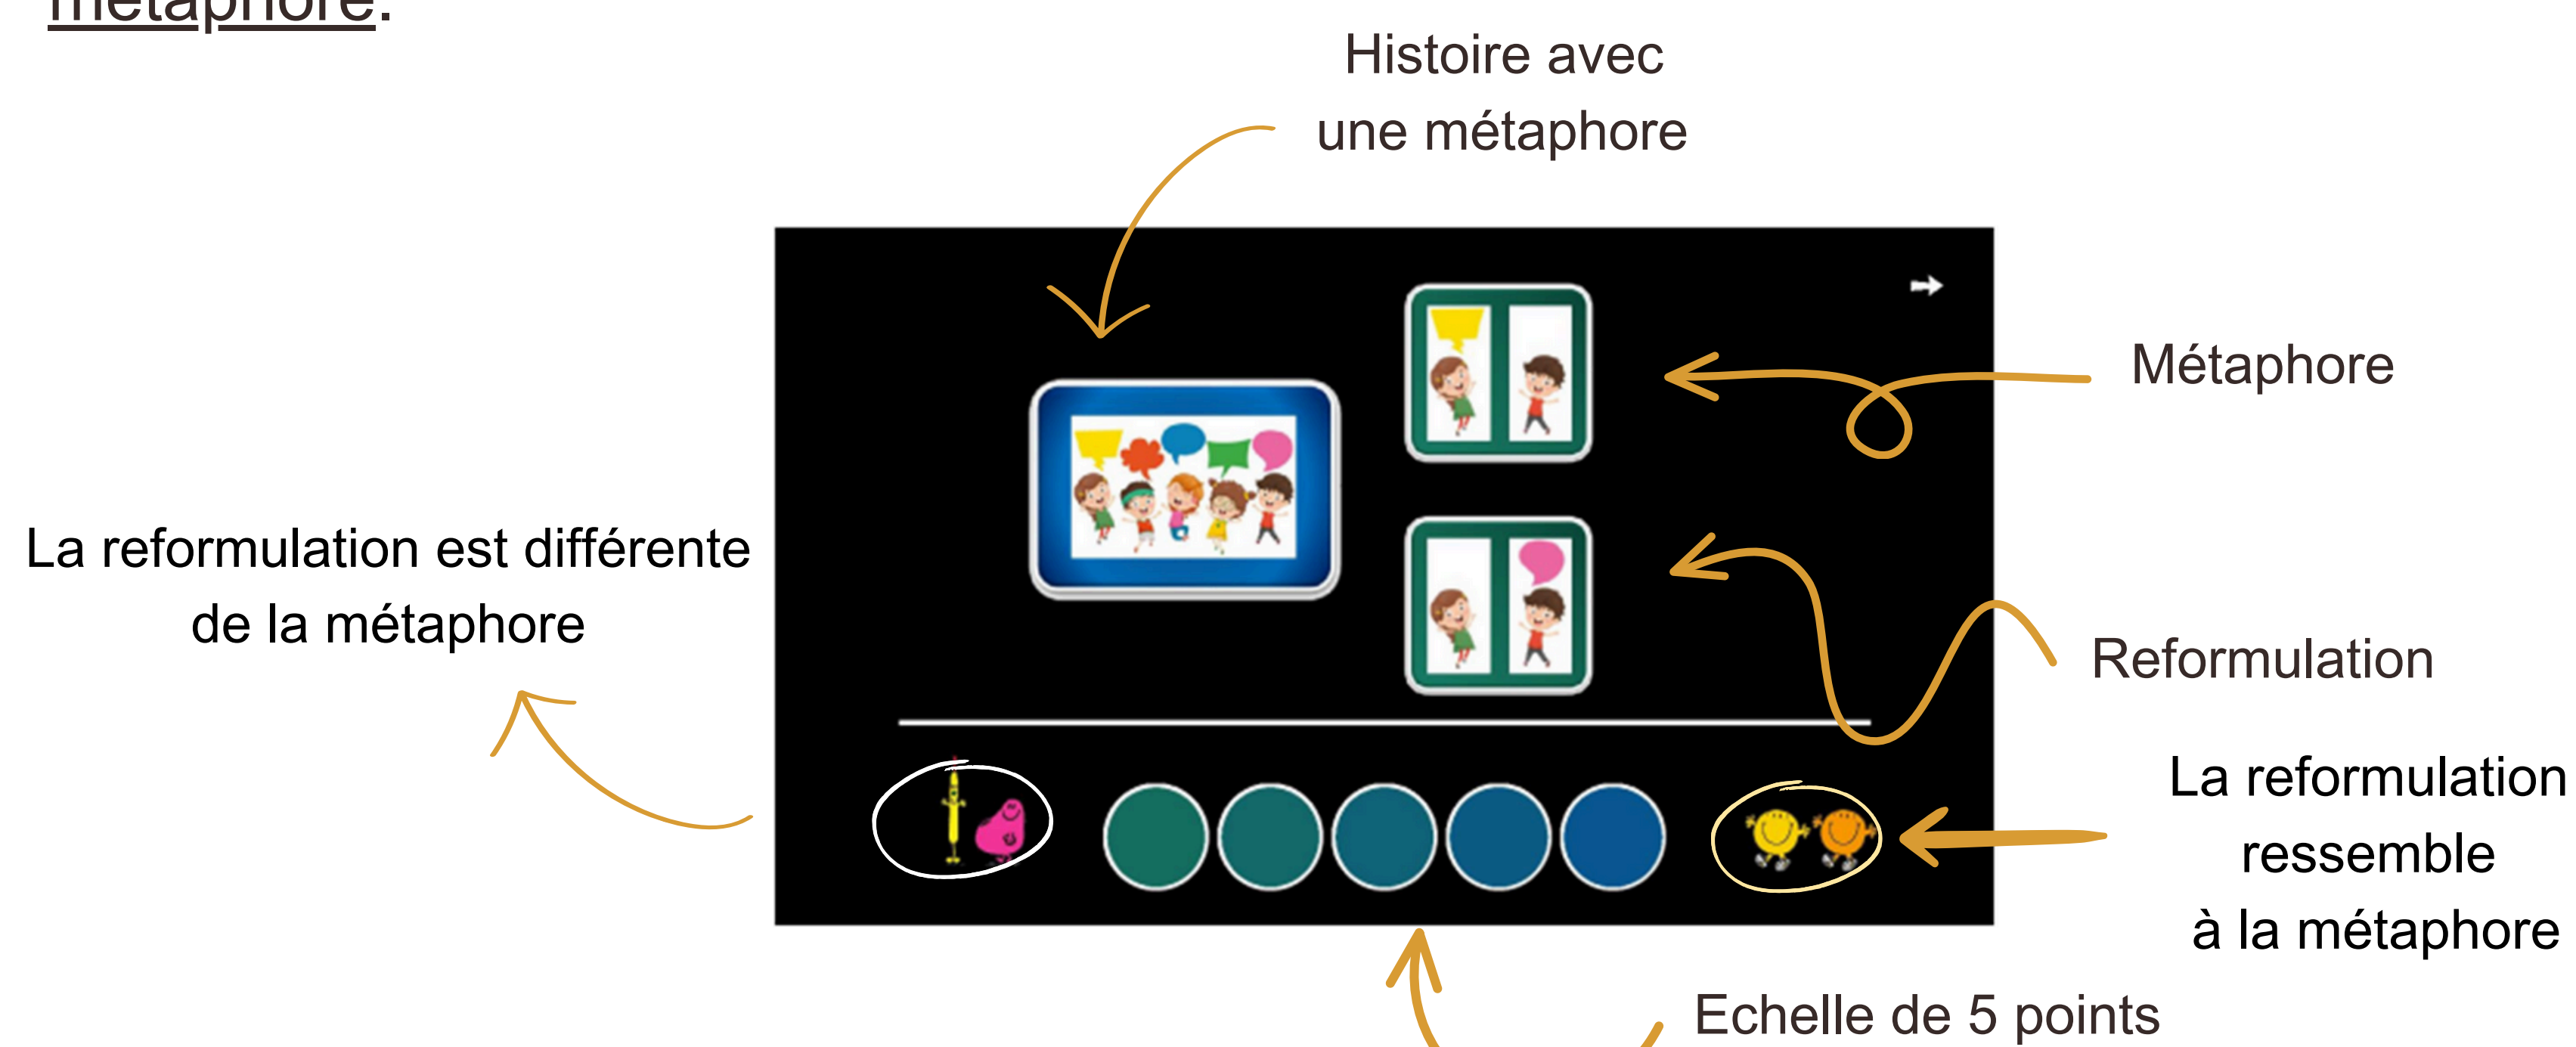 métaphore.
Histoire avec
une métaphore
Métaphore
La reformulation est différente
de la métaphore
Reformulation
La reformulation
ressemble
à la métaphore
Echelle de 5 points